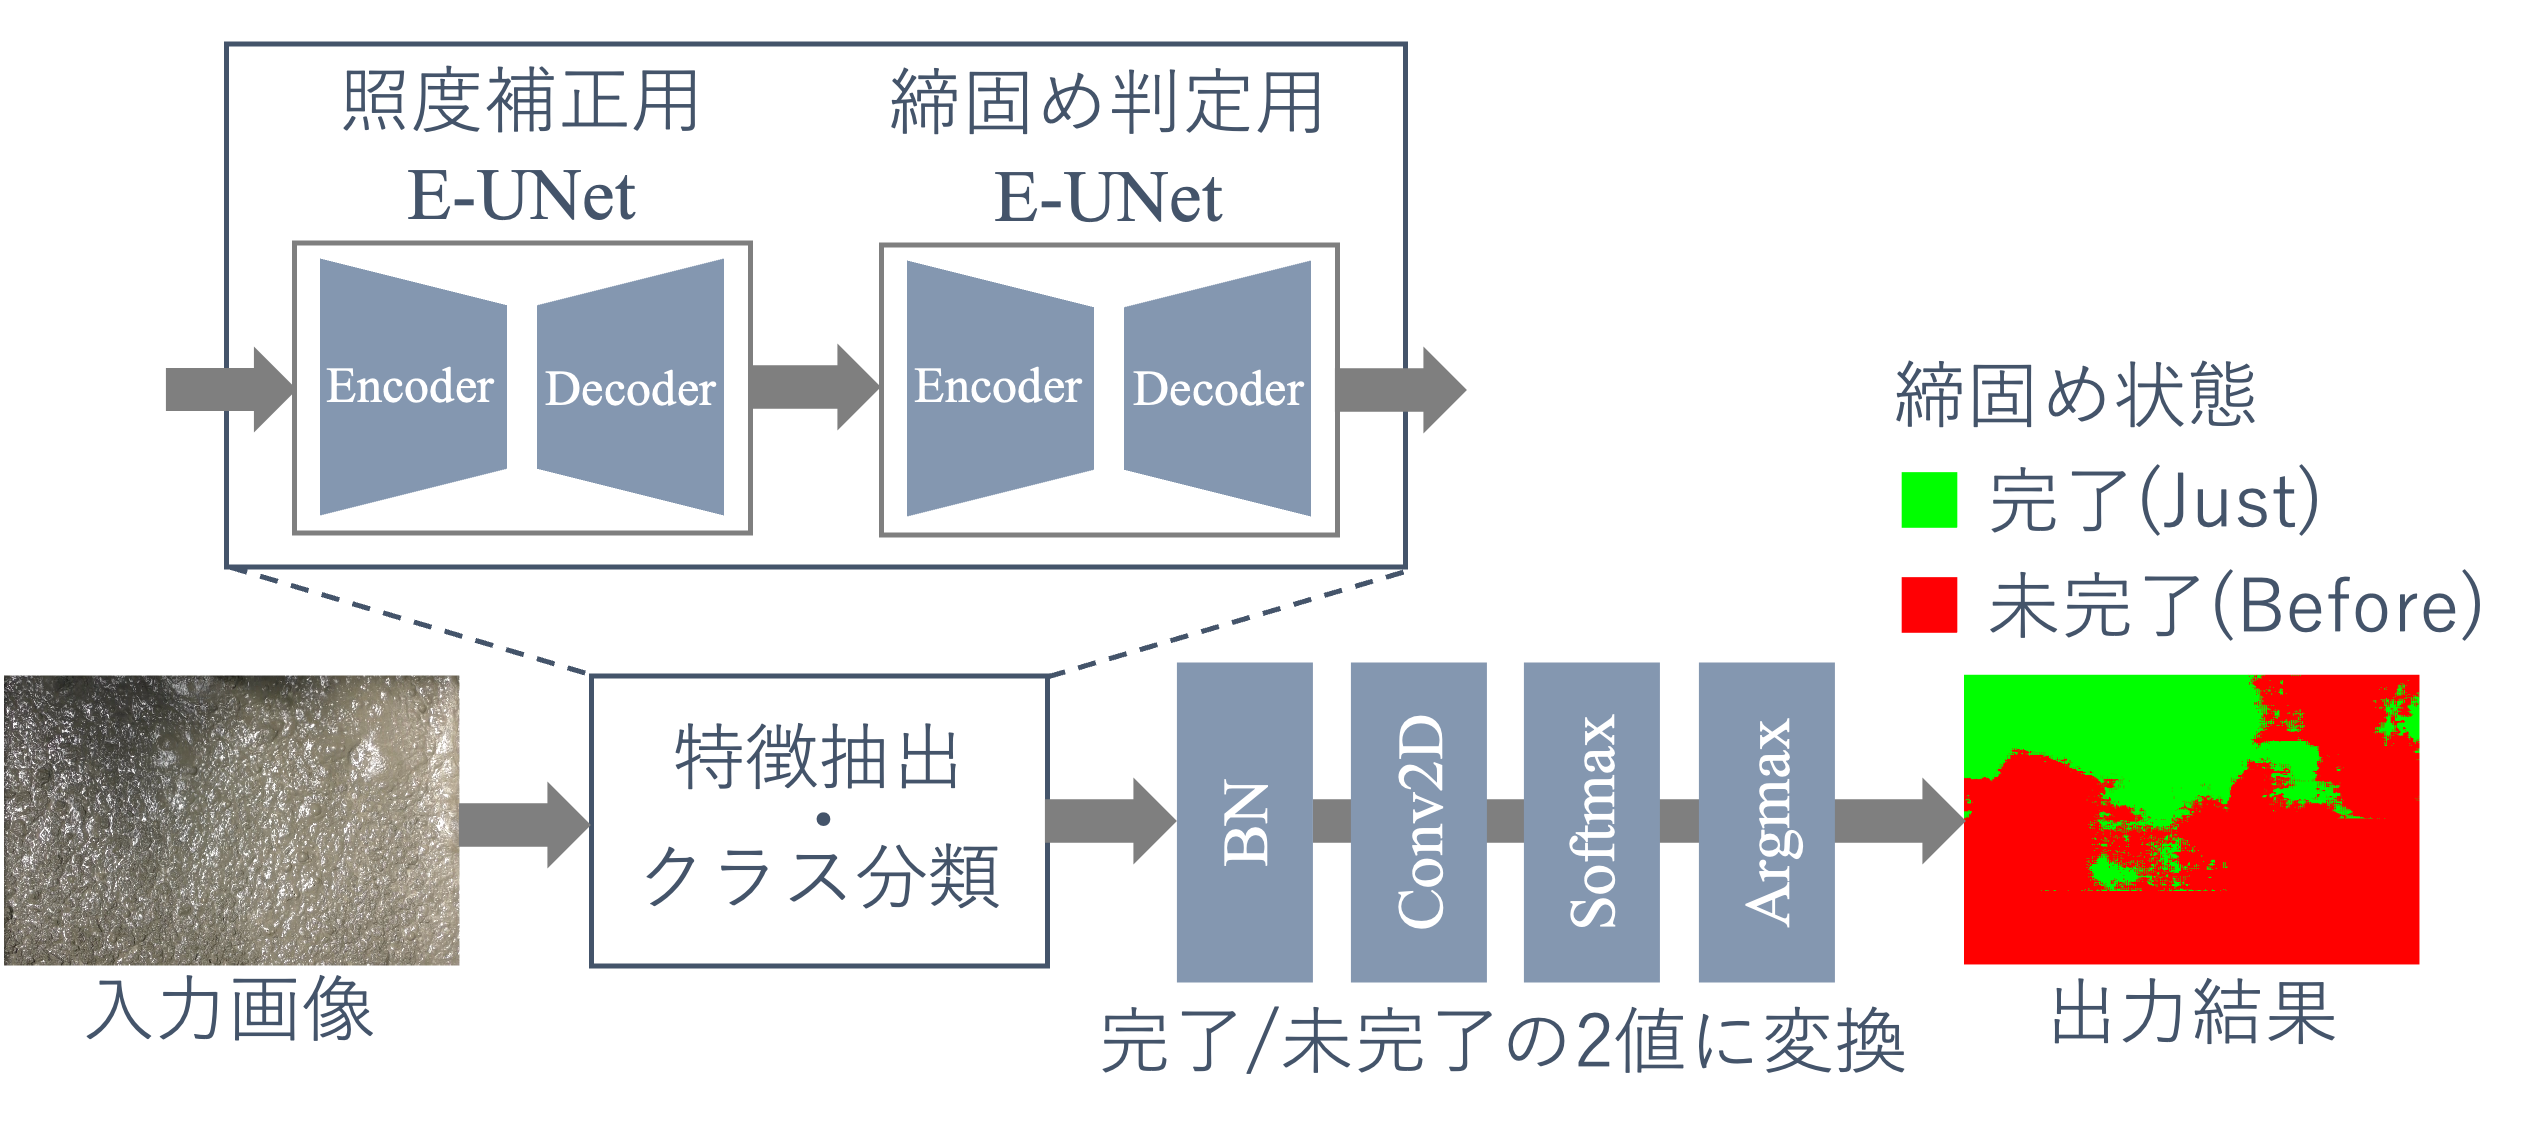 照度補正用
E-UNet
締固め判定用
E-UNet
Encoder
Decoder
Encoder
Decoder
締固め状態
完了(Just)
未完了(Before)
特徴抽出
・
クラス分類
BN
Conv2D
Softmax
Argmax
入力画像
完了/未完了の2値に変換
出力結果